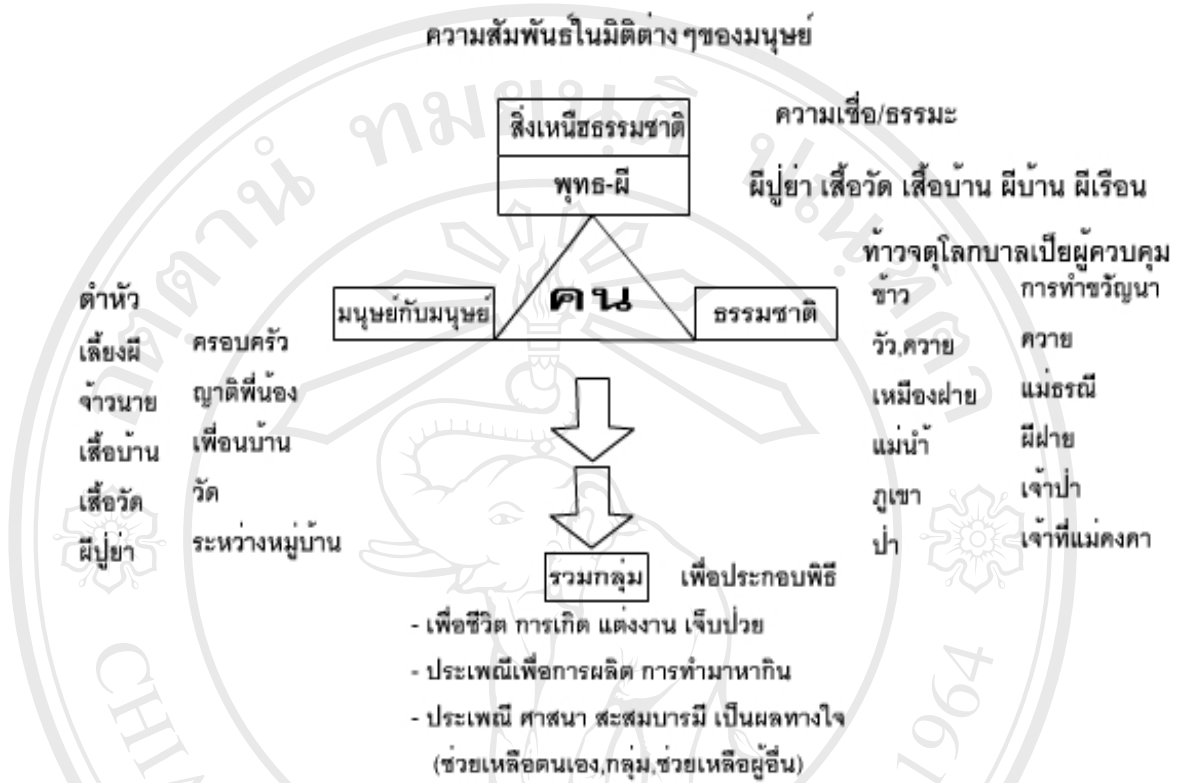 ความสัมพันธ์ในมิติต่างๆของมนุษย์
อตฺตานํ ทมยนฺติ ปณฺฑิตา
สิ่งเหนืฮธรรมชาติ
ความเชื่อ/ธรรมะ
พุทธ-ผี
ผีปู่ย่า เสื้อวัด เสื้อบ้าน ผีบ้าน ผีเรือน
ท้าวจตุโลกบาลเปียผู้ควบคุม
มนุษย์กับมนุษย์
คน
ธรรมชาติ
ดำหัว
เลี้ยงผี ครอบครัว
จ้าวนาย ญาติพี่น้อง
เสื้อบ้าน เพื่อนบ้าน
เสื้อวัด วัด
ผีปู่ย่า ระหว่างหมู่บ้าน
ข้าว การทำขวัญนา
วัว,ควาย ควาย
เหมืองฝาย แม่ธรณี
แม่น้ำ ผีฝาย
ภูเขา เจ้าป่า
ป่า เจ้าที่แม่คงคา
รวมกลุ่ม เพื่อประกอบพิธี
- เพื่อชีวิต การเกิด แต่งงาน เจ็บป่วย
- ประเพณีเพื่อการผลิต การทำมาหากิน
- ประเพณี ศาสนา สะสมบารมี เป็นผลทางใจ
(ช่วยเหลือตนเอง,กลุ่ม,ช่วยเหลือผู้อื่น)
1964